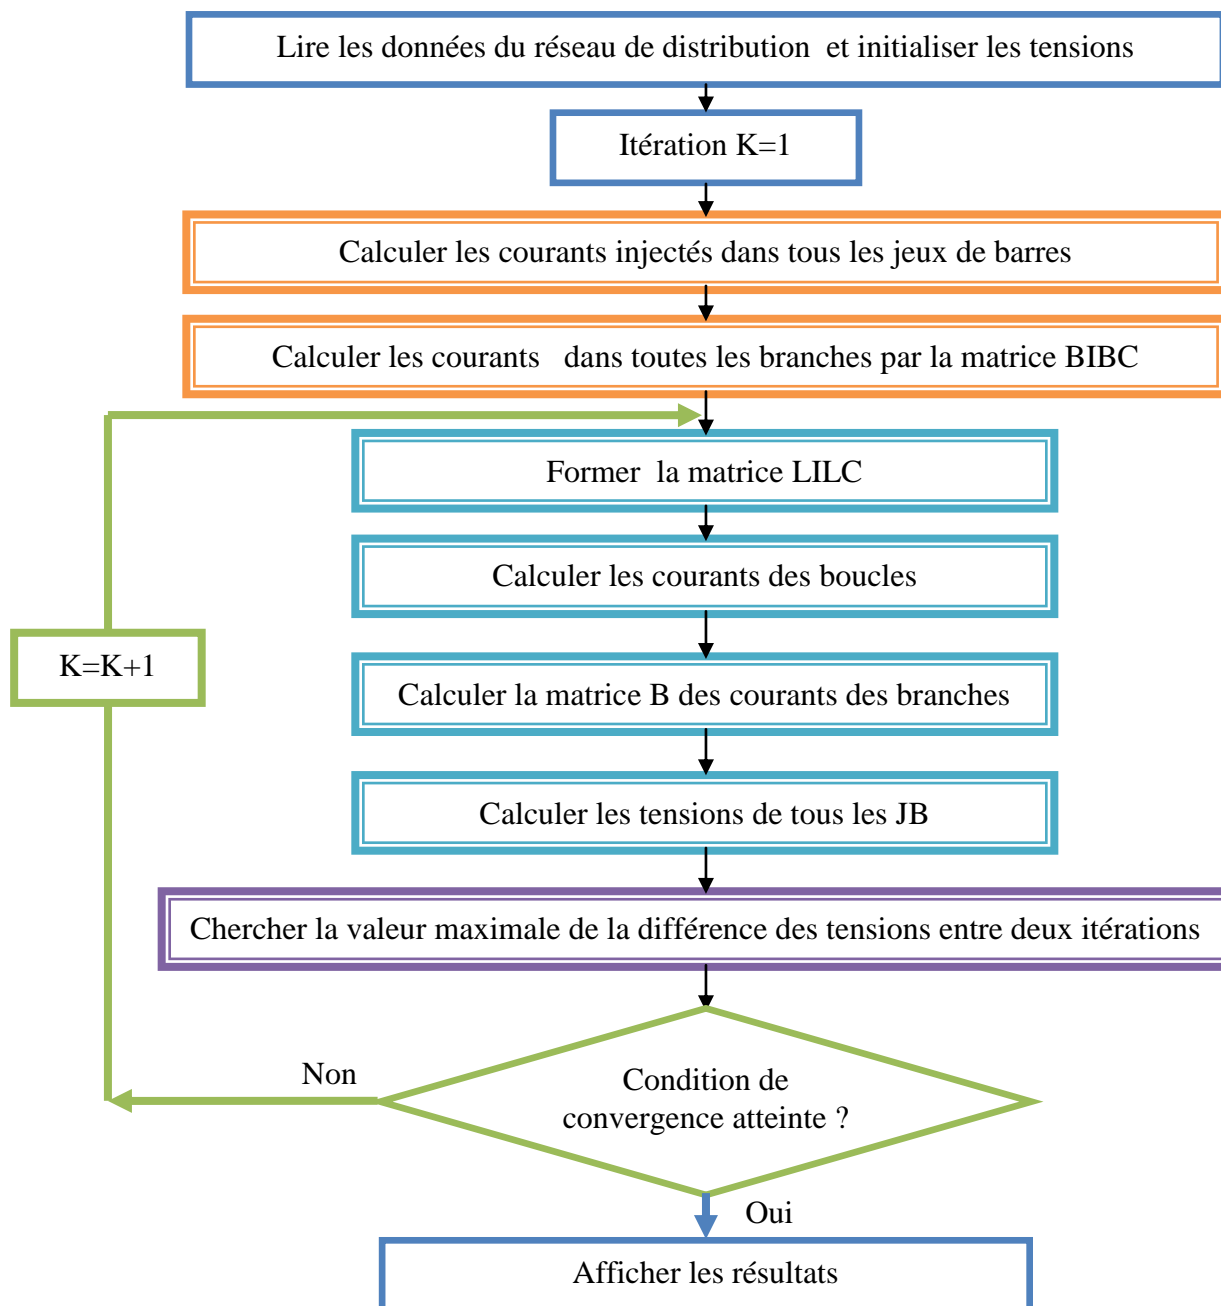 Lire les données du réseau de distribution et initialiser les tensions
Itération K=1
Calculer les courants injectés dans tous les jeux de barres
Calculer les courants dans toutes les branches par la matrice BIBC
Former la matrice LILC
Calculer les courants des boucles
K=K+1
Calculer la matrice B des courants des branches
Calculer les tensions de tous les JB
Chercher la valeur maximale de la différence des tensions entre deux itérations
Non
Condition de
convergence atteinte ?
Oui
Afficher les résultats